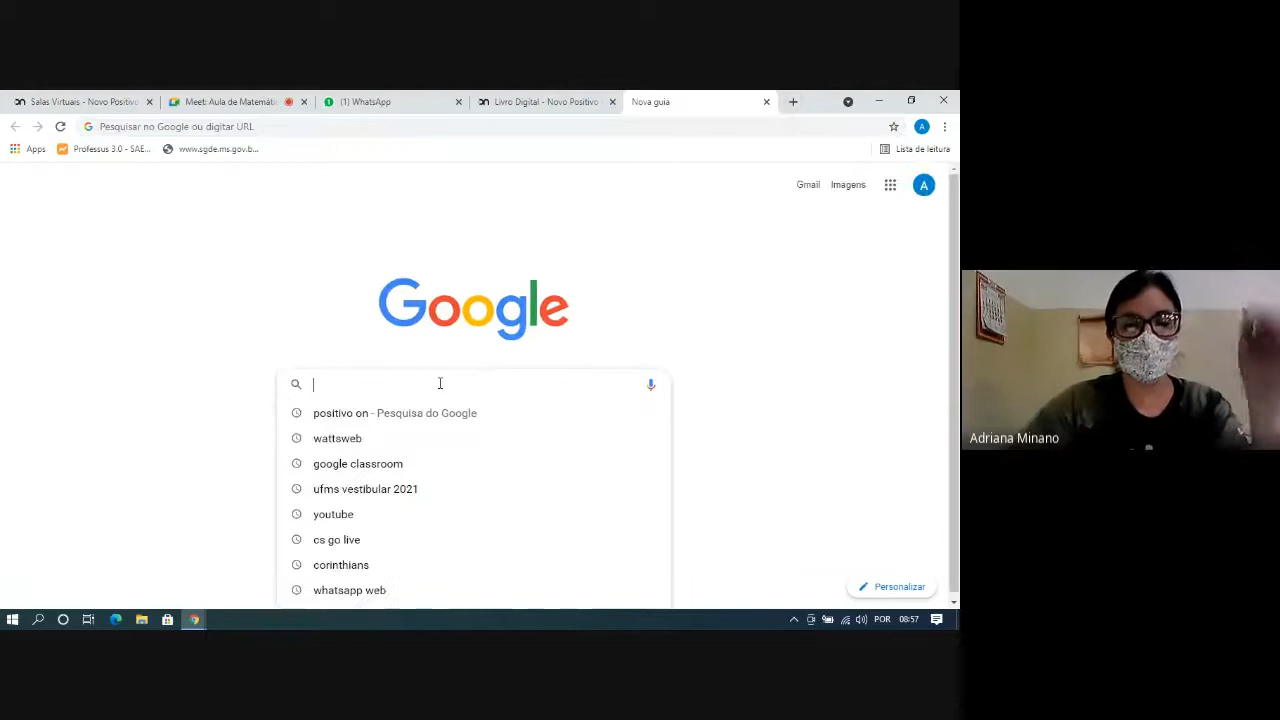 Salas Virtuais - Novo Positivo
Meet: Aula de Matemátic
(1) WhatsApp
Livro Digital - Novo Positivo
Nova guia
Pesquisar no Google ou digitar URL
A
Apps
Professus 3.0 - SAE...
www.sgde.ms.gov.b...
Lista de leitura
Gmail
Imagens
A
Google
positivo on - Pesquisa do Google
wattsweb
google classroom
ufms vestibular 2021
youtube
cs go live
corinthians
whatsapp web
Personalizar
POR
08:57
Adriana Minano